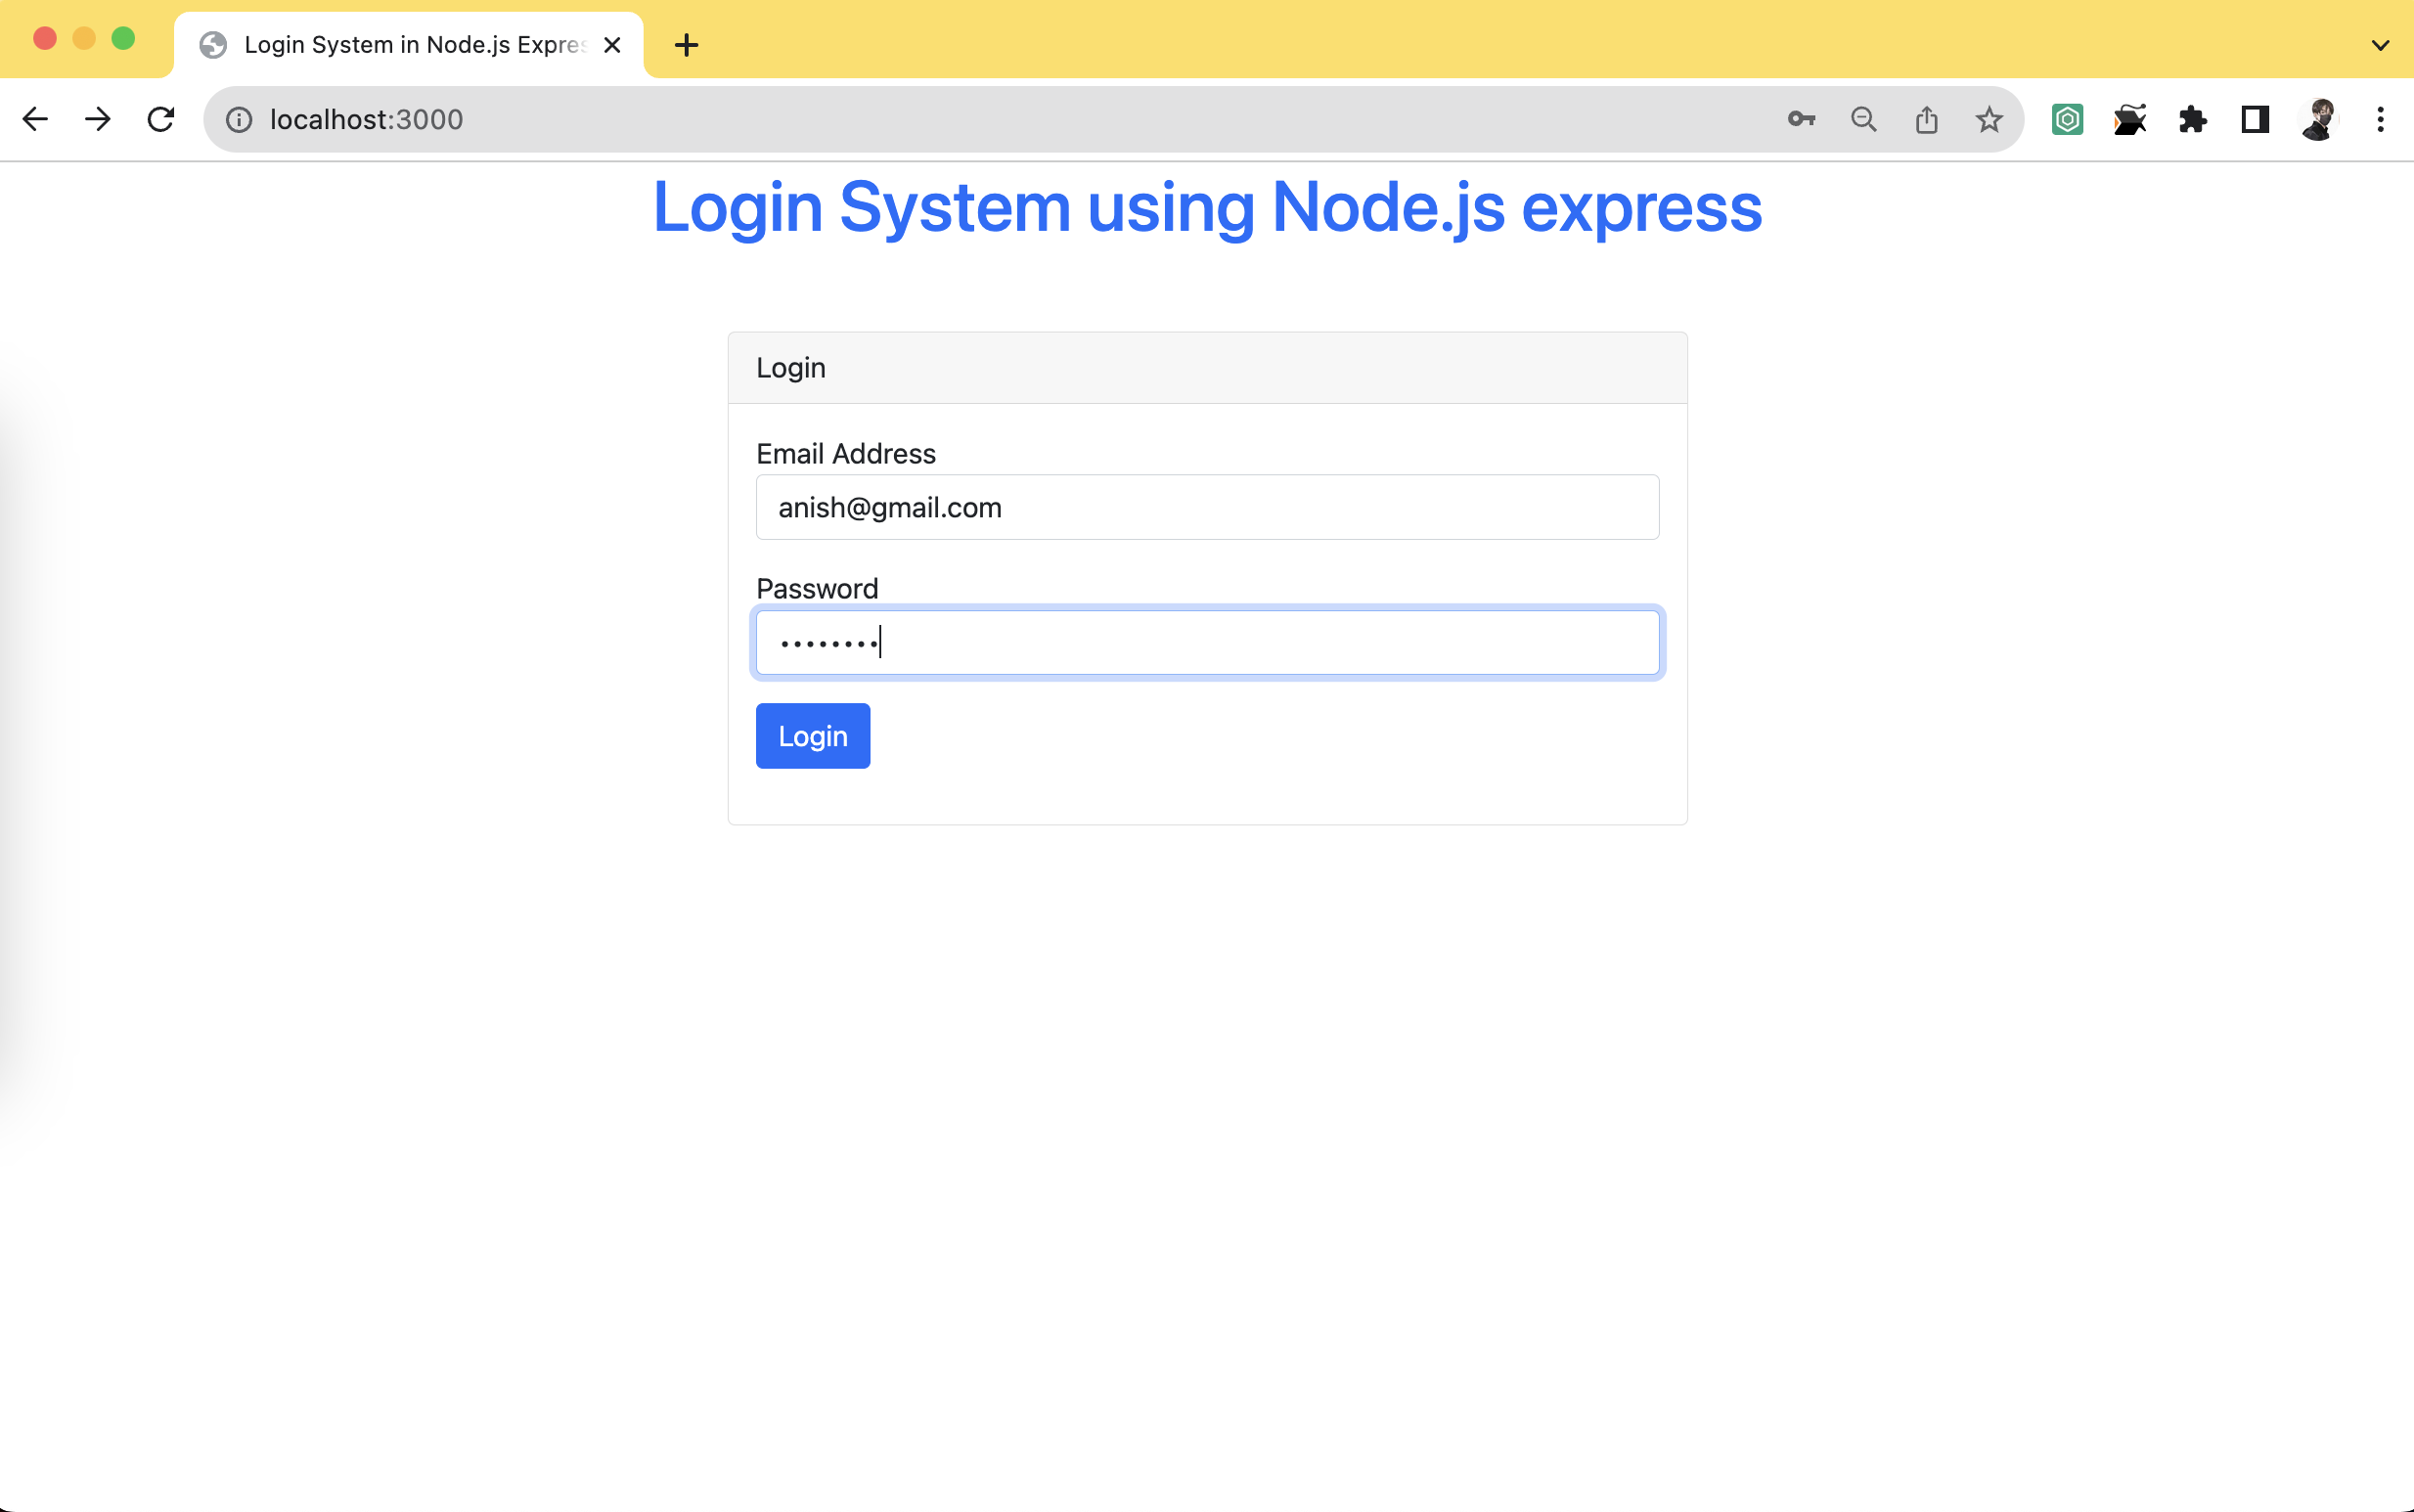 Login System in Node.js Expres
localhost:3000
Login System using Node.js express
Login
Email Address
anish@gmail.com
Password
••••••••
Login